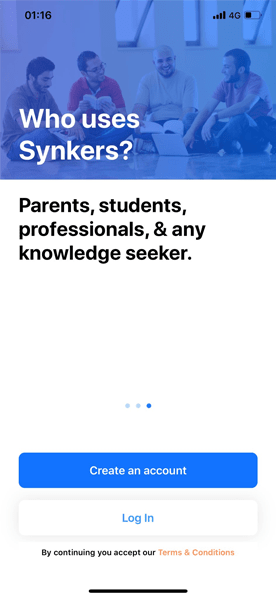 01:16
4G
Who uses
Synkers?
Parents, students,
professionals, & any
knowledge seeker.
Create an account
Log In
By continuing you accept our Terms & Conditions